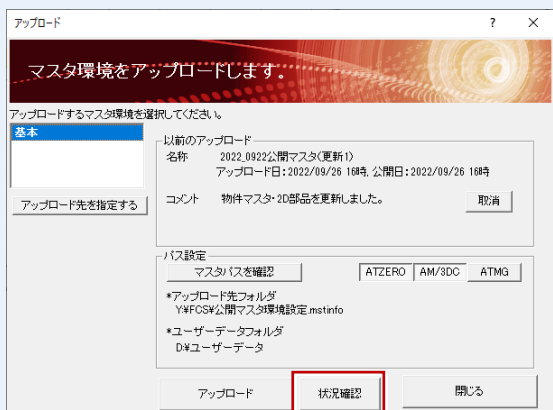 アップロード
? ×
マスタ環境をアップロードします。
アップロードするマスタ環境を選択してください。
基本
アップロード先を指定する
以前のアップロード
名称 2022_0922公開マスタ(更新1)
アップロード日:2022/09/26 16時, 公開日:2022/09/26 16時
コメント 物件マスタ・2D部品を更新しました。
取消
パス設定
マスタパスを確認 ATZERO AM/3DC ATMG
*アップロード先フォルダ
Y:¥FCS¥公開マスタ環境設定.mstinfo
*ユーザーデータフォルダ
D:¥ユーザーデータ
アップロード 状況確認 閉じる